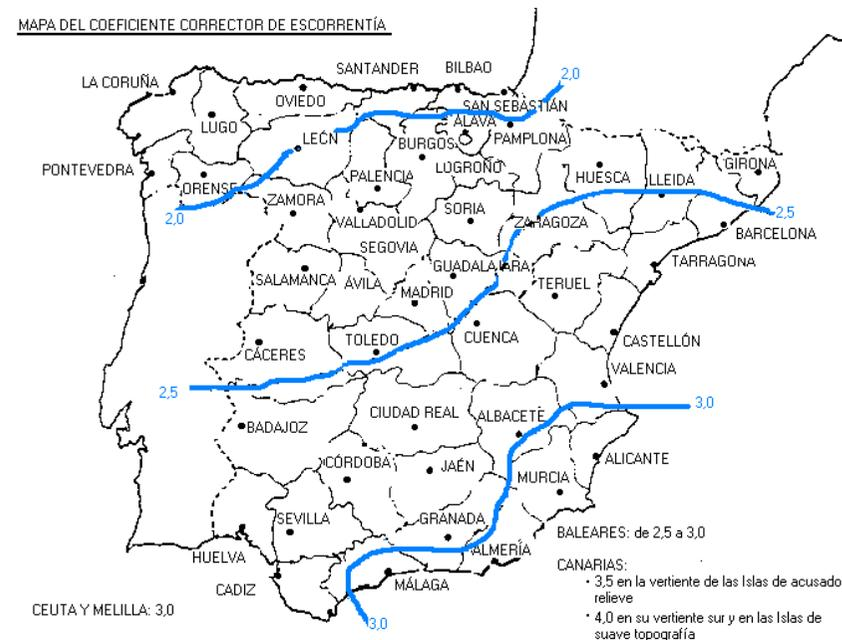 MAPA DEL COEFICIENTE CORRECTOR DE ESCORRENTÍA
SANTANDER
BILBAO
2,0
LA CORUÑA
OVIEDO
SAN SEBASTIÁN
LUGO
LEÓN
ÁLAVA
BURGOS
PAMPLONA
PONTEVEDRA
ORENSE
PALENCIA
LOGROÑO
HUESCA
LLEIDA
GIRONA
2,0
ZAMORA
VALLADOLID
SORIA
ZARAGOZA
2,5
BARCELONA
SEGOVIA
GUADALAJARA
TARRAGONA
SALAMANCA
ÁVILA
MADRID
TERUEL
CÁCERES
TOLEDO
CUENCA
CASTELLÓN
VALENCIA
2,5
3,0
BADAJOZ
CIUDAD REAL
ALBACETE
CÓRDOBA
JAÉN
MURCIA
ALICANTE
SEVILLA
GRANADA
BALEARES: de 2,5 a 3,0
HUELVA
ALMERÍA
CADIZ
MÁLAGA
CANARIAS:
· 3,5 en la vertiente de las Islas de acusado
relieve
CEUTA Y MELILLA: 3,0
3,0
· 4,0 en su vertiente sur y en las Islas de
suave topografía